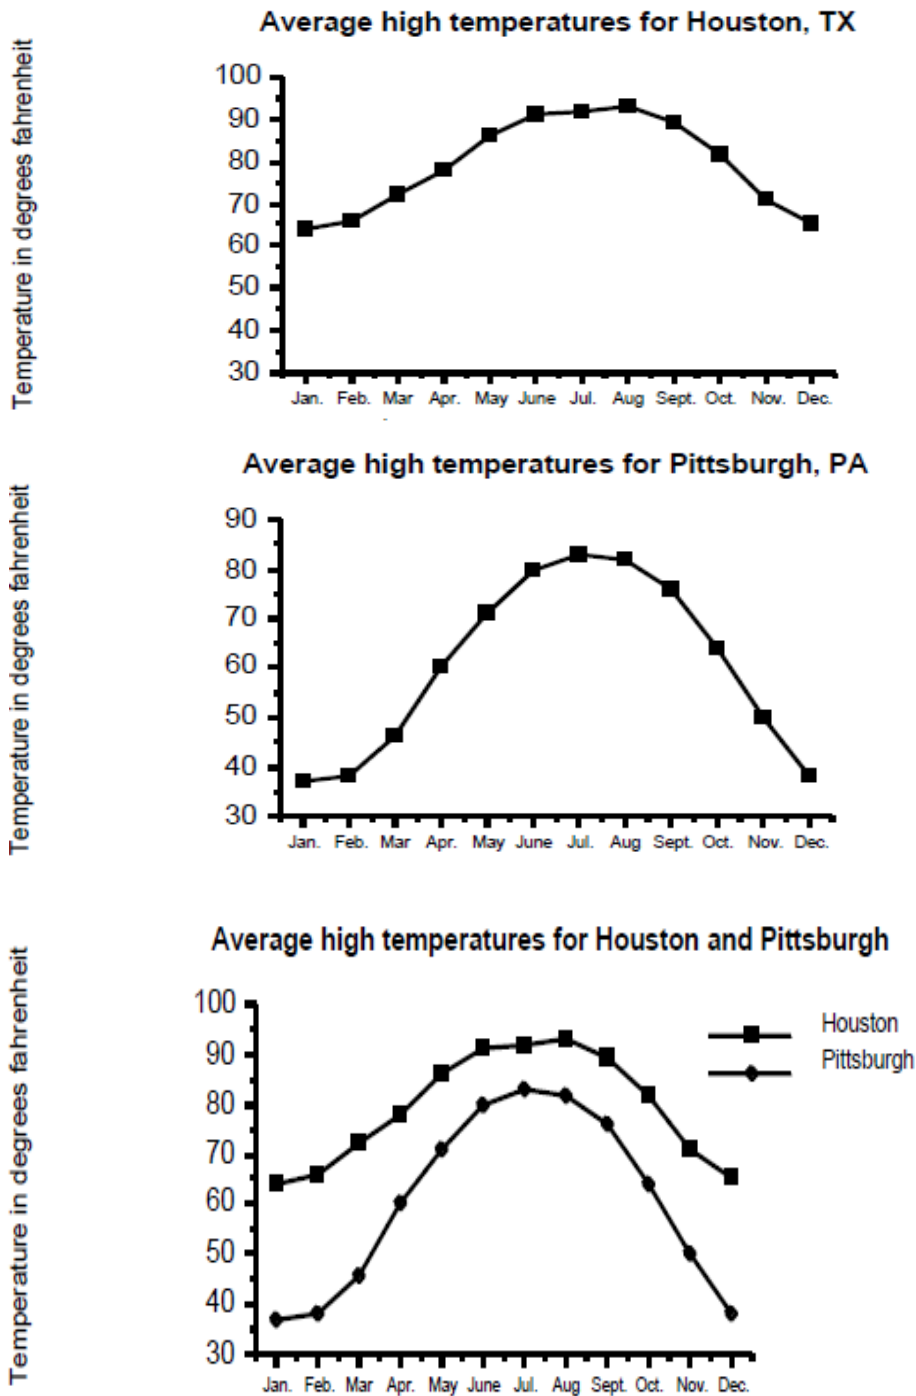 Average high temperatures for Houston, TX
Temperature in degrees fahrenheit
100
90
80
70
60
50
40
30
Jan. Feb. Mar Apr. May June Jul. Aug Sept. Oct. Nov. Dec.
Average high temperatures for Pittsburgh, PA
Temperature in degrees fahrenheit
90
80
70
60
50
40
30
Jan. Feb. Mar Apr. May June Jul. Aug Sept. Oct. Nov. Dec.
Average high temperatures for Houston and Pittsburgh
Temperature in degrees fahrenheit
100
90
80
70
60
50
40
30
Jan. Feb. Mar Apr. May June Jul. Aug Sept. Oct. Nov. Dec.
Houston
Pittsburgh